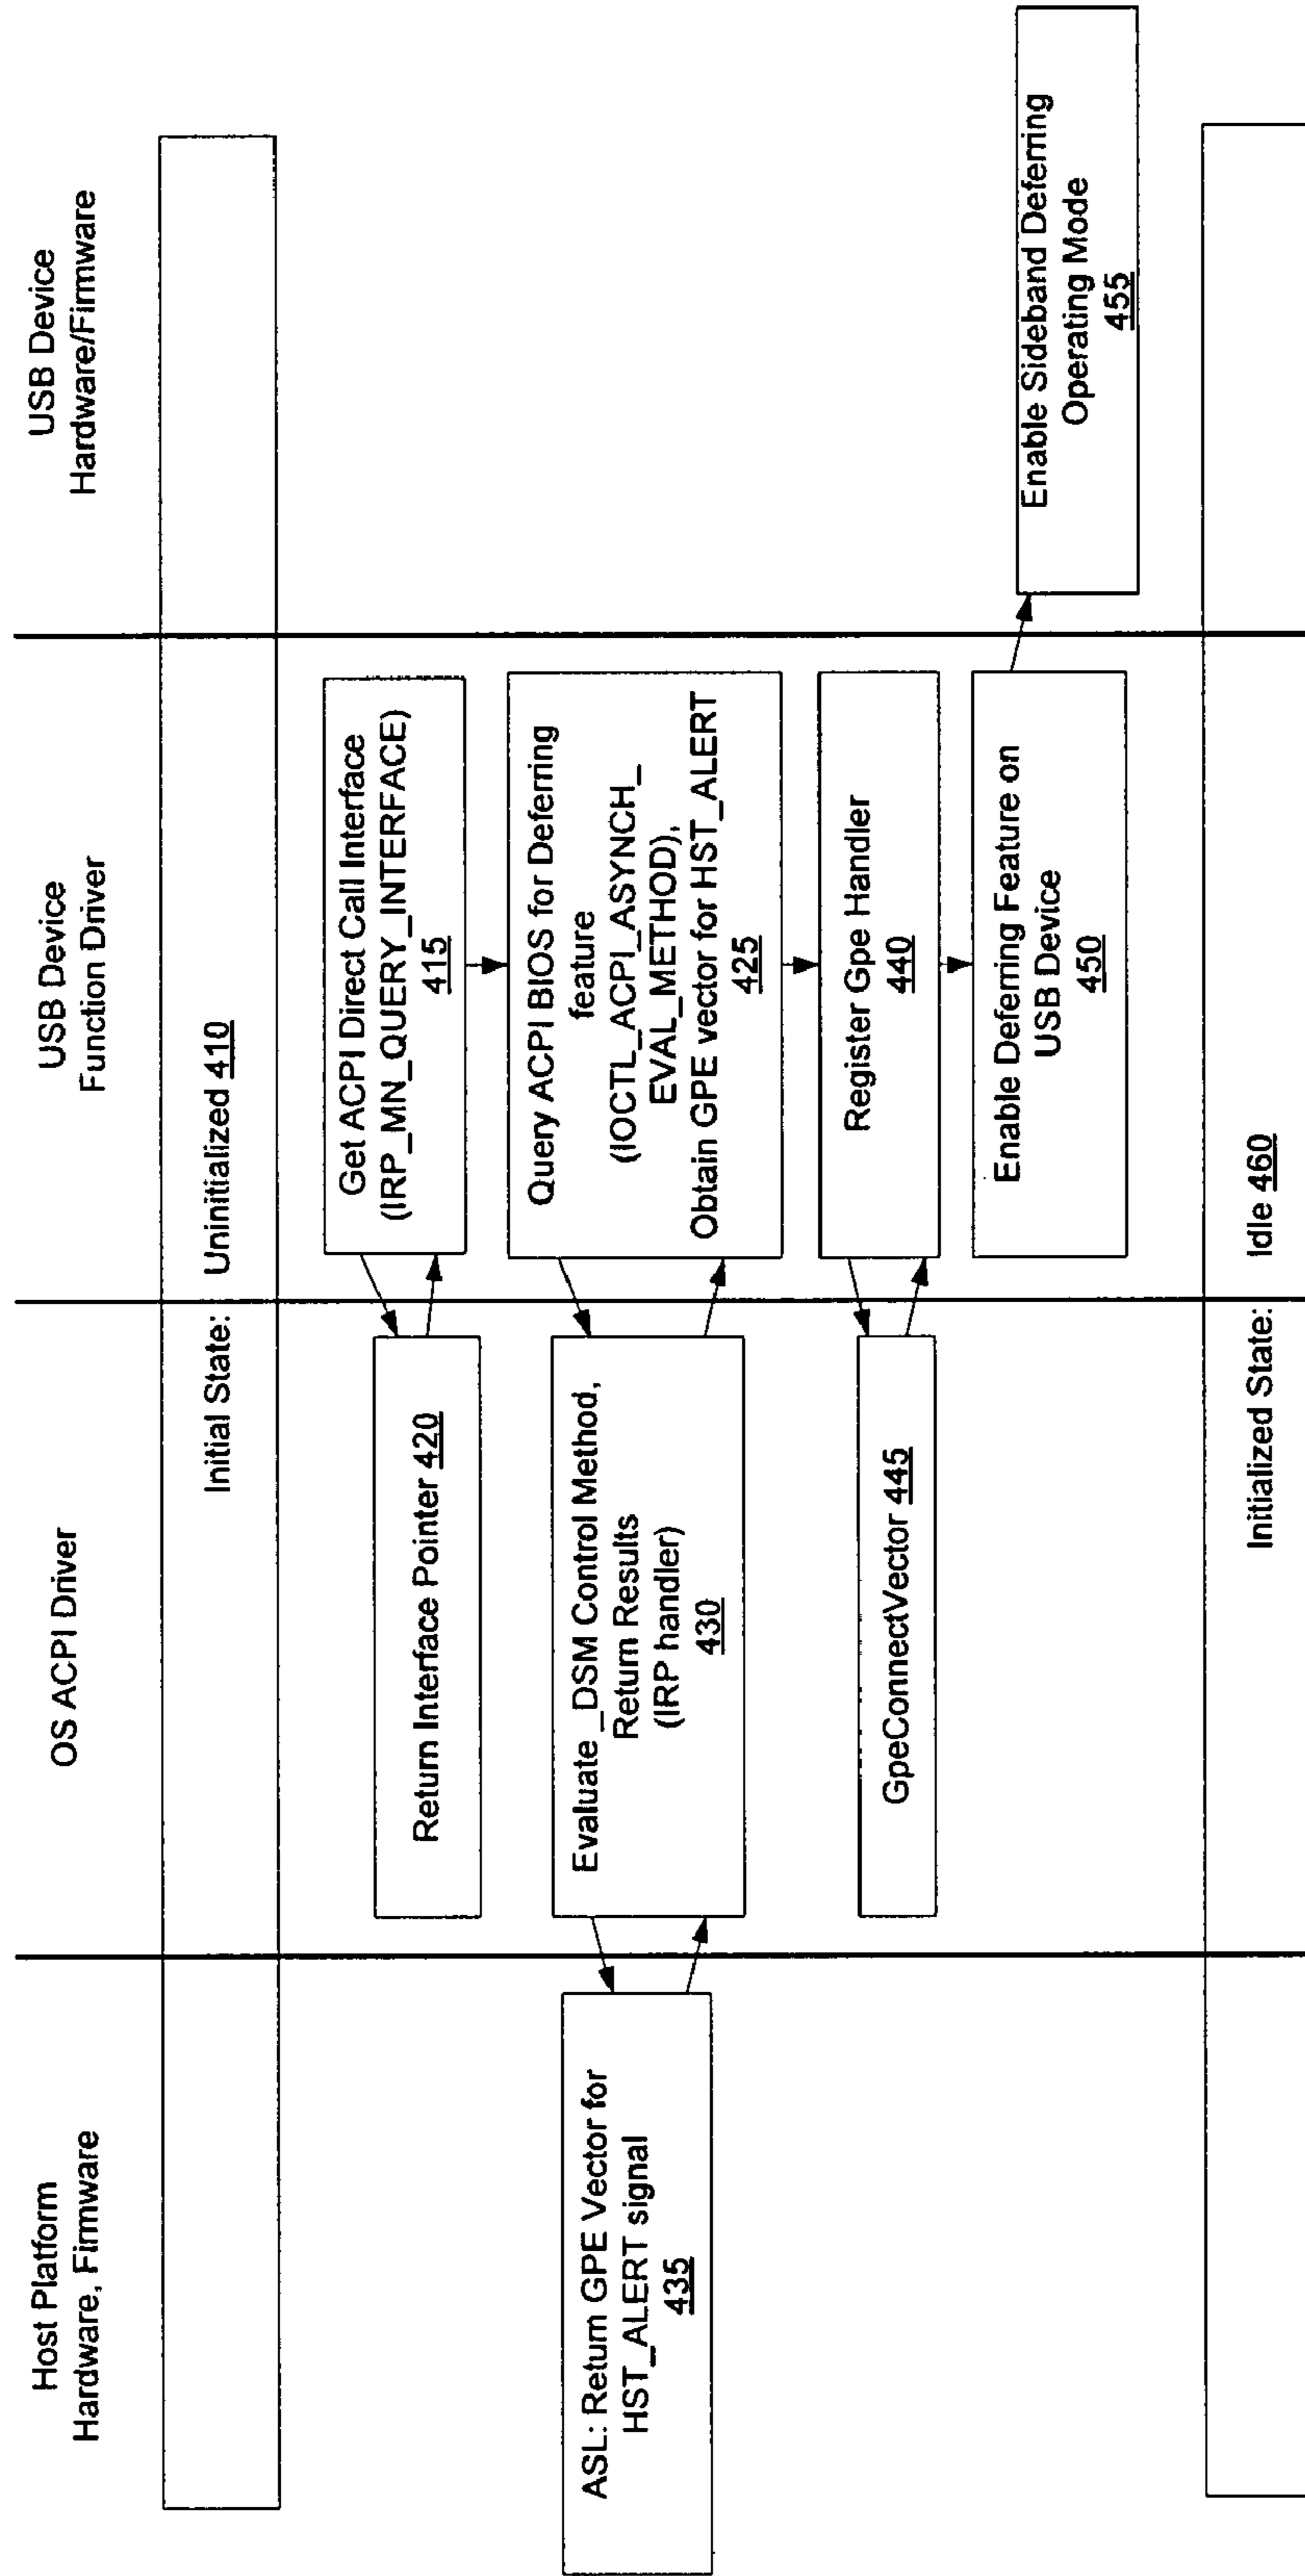 Host Platform
Hardware, Firmware
OS ACPI Driver
USB Device
Function Driver
USB Device
Hardware/Firmware
Initial State: Uninitialized 410
Get ACPI Direct Call Interface
(IRP_MN_QUERY_INTERFACE)
415
Return Interface Pointer 420
Query ACPI BIOS for Deferring
feature
(IOCTL_ACPI_ASYNCH_
EVAL_METHOD),
Obtain GPE vector for HST_ALERT
425
Evaluate _DSM Control Method,
Return Results
(IRP handler)
430
ASL: Return GPE Vector for
HST_ALERT signal
435
Register Gpe Handler
440
GpeConnectVector 445
Enable Deferring Feature on
USB Device
450
Enable Sideband Deferring
Operating Mode
455
Initialized State: Idle 460